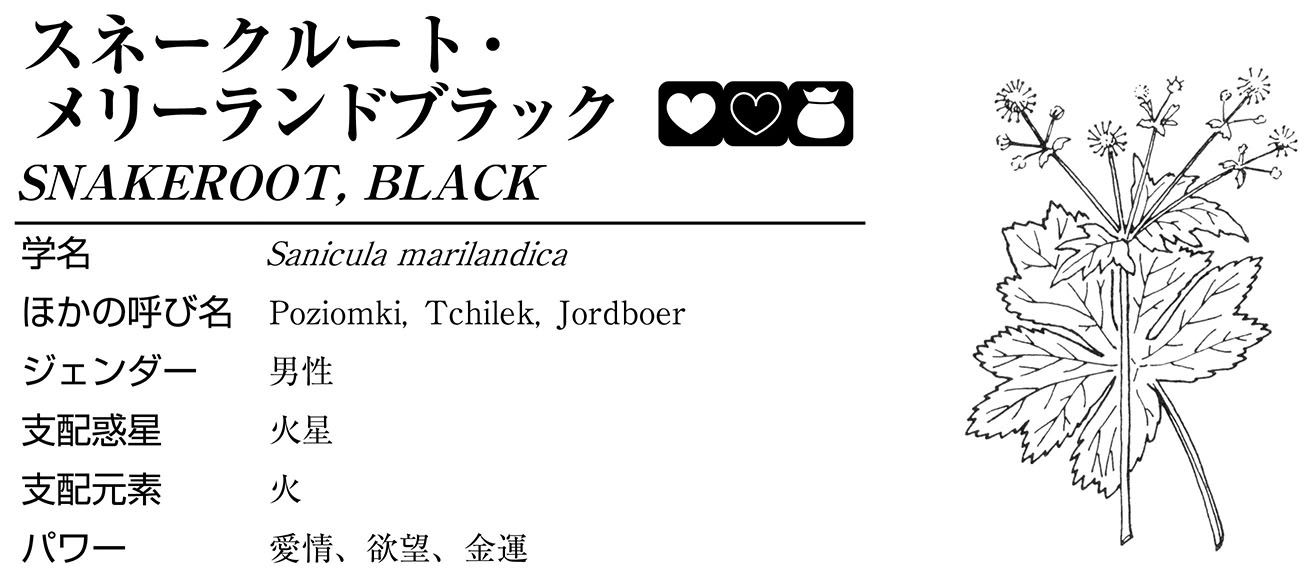 スネークルート・
メリーランドブラック
SNAKEROOT, BLACK
学名 Sanicula marilandica
ほかの呼び名 Poziomki, Tchilek, Jordboer
ジェンダー 男性
支配惑星 火星
支配元素 火
パワー 愛情、欲望、金運